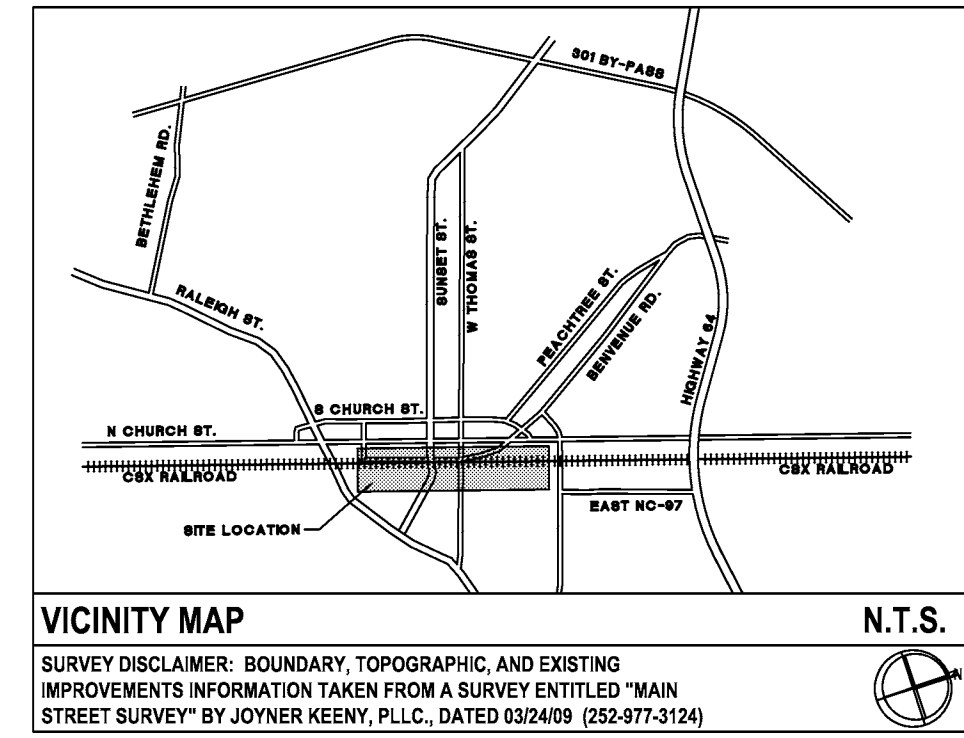 301 BY-PASS
BETHLEHEM RD.
SUNSET ST.
W THOMAS ST.
RALEIGH ST.
PEACHTREE ST.
BENVENUE RD.
HIGHWAY 64
S CHURCH ST.
N CHURCH ST.
CSX RAILROAD
CSX RAILROAD
EAST NC-97
SITE LOCATION
VICINITY MAP
N.T.S.
SURVEY DISCLAIMER: BOUNDARY, TOPOGRAPHIC, AND EXISTING
IMPROVEMENTS INFORMATION TAKEN FROM A SURVEY ENTITLED "MAIN
STREET SURVEY" BY JOYNER KEENY, PLLC., DATED 03/24/09 (252-977-3124)
N